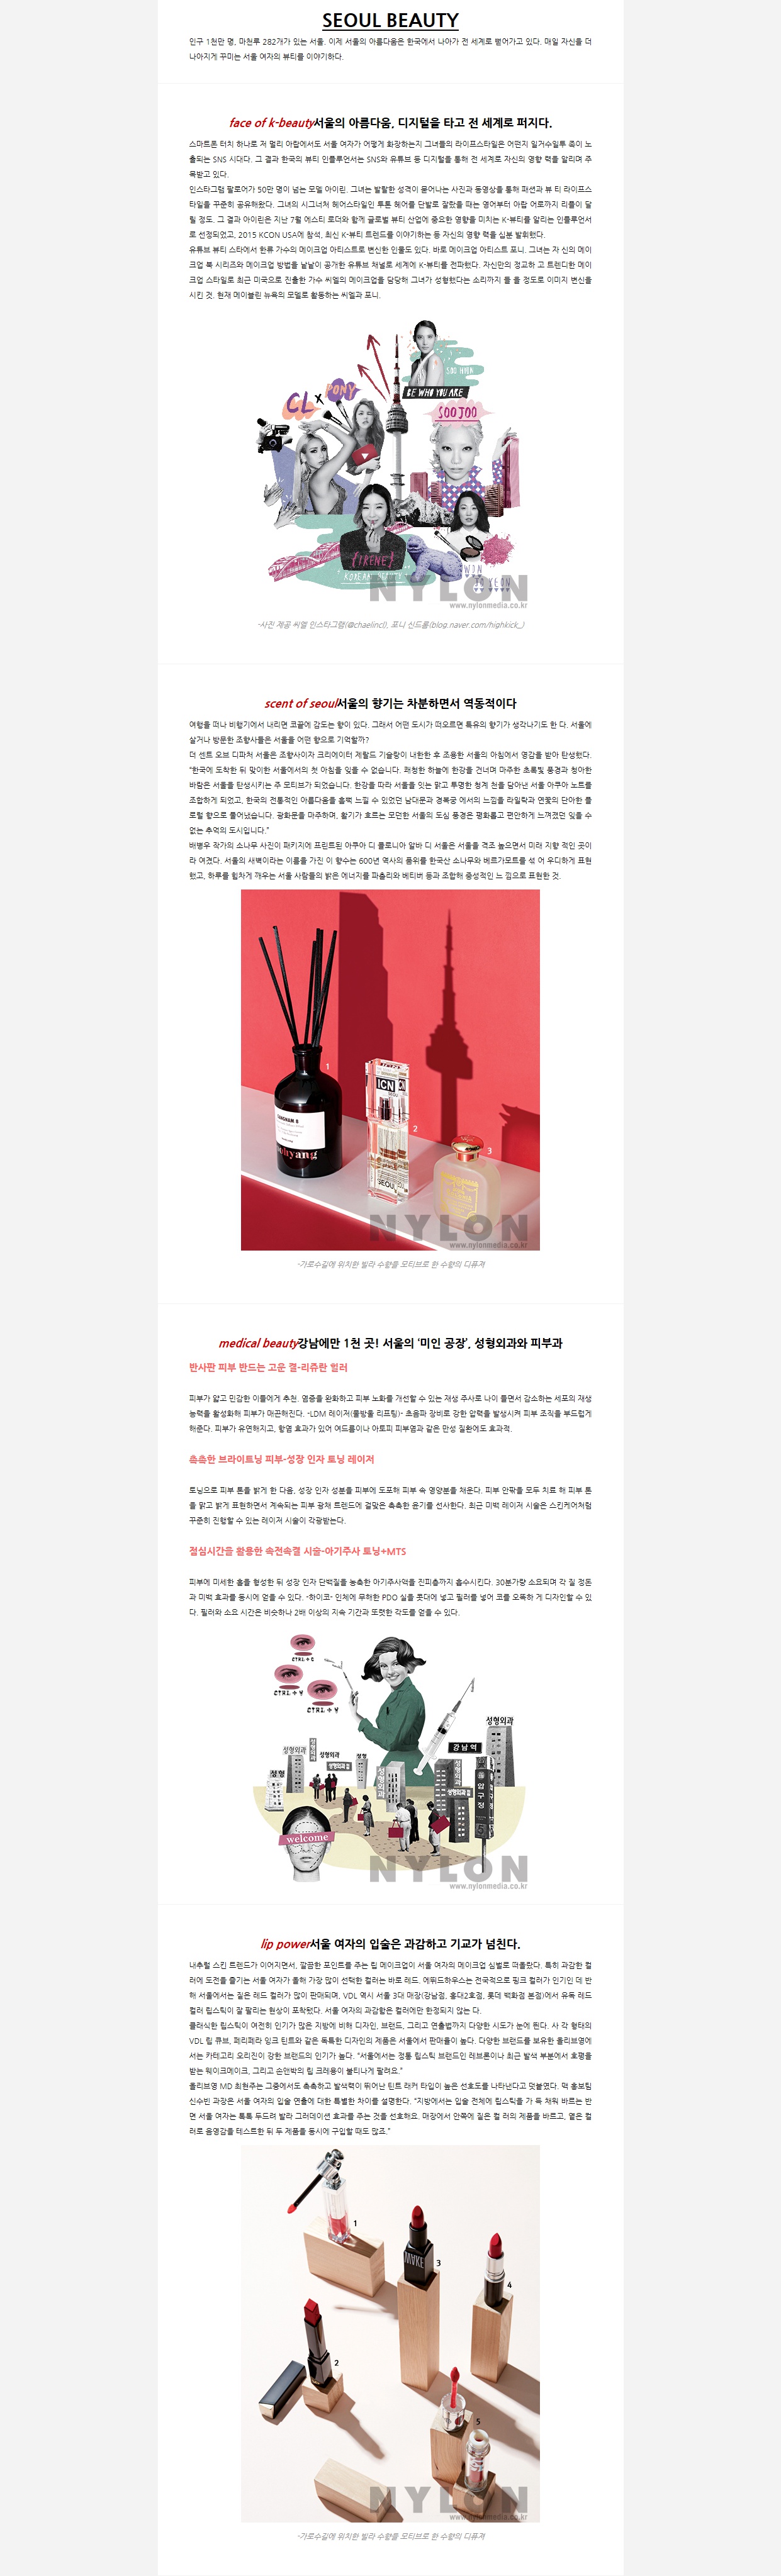 SEOUL BEAUTY
인구 1천만 명, 마천루 282개가 있는 서울. 이제 서울의 아름다움은 한국에서 나아가 전 세계로 뻗어가고 있다. 매일 자신을 더
나아지게 꾸미는 서울 여자의 뷰티를 이야기하다.
face of k-beauty서울의 아름다움, 디지털을 타고 전 세계로 퍼지다.
스마트폰 터치 하나로 저 멀리 아랍에서도 서울 여자가 어떻게 화장하는지 그녀들의 라이프스타일은 어떤지 일거수일투 족이 노
출되는 SNS 시대다. 그 결과 한국의 뷰티 인플루언서는 SNS와 유튜브 등 디지털을 통해 전 세계로 자신의 영향 력을 알리며 주
목받고 있다.
인스타그램 팔로어가 50만 명이 넘는 모델 아이린. 그녀는 발랄한 성격이 묻어나는 사진과 동영상을 통해 패션과 뷰 티 라이프스
타일을 꾸준히 공유해왔다. 그녀의 시그너처 헤어스타일인 투톤 헤어를 단발로 잘랐을 때는 영어부터 아랍 어로까지 리플이 달
릴 정도. 그 결과 아이린은 지난 7월 에스티 로더와 함께 글로벌 뷰티 산업에 중요한 영향을 미치는 K-뷰티를 알리는 인플루언서
로 선정되었고, 2015 KCON USA에 참석, 최신 K-뷰티 트렌드를 이야기하는 등 자신의 영향 력을 십분 발휘했다.
유튜브 뷰티 스타에서 한류 가수의 메이크업 아티스트로 변신한 인물도 있다. 바로 메이크업 아티스트 포니. 그녀는 자 신의 메이
크업 북 시리즈와 메이크업 방법을 낱낱이 공개한 유튜브 채널로 세계에 K-뷰티를 전파했다. 자신만의 정교하 고 트렌디한 메이
크업 스타일로 최근 미국으로 진출한 가수 씨엘의 메이크업을 담당해 그녀가 성형했다는 소리까지 들 을 정도로 이미지 변신을
시킨 것. 현재 메이블린 뉴욕의 모델로 활동하는 씨엘과 포니.
SOO HYUN
BE WHO YOU ARE
CL x PONY
SOO JOO
{IRENE}
KOREAN BEAUTY
WON
JO YEON
NYLON
www.nylonmedia.co.kr
-사진 제공 씨엘 인스타그램(@chaelincl), 포니 신드롬(blog.naver.com/highkick_)
scent of seoul서울의 향기는 차분하면서 역동적이다
여행을 떠나 비행기에서 내리면 코끝에 감도는 향이 있다. 그래서 어떤 도시가 떠오르면 특유의 향기가 생각나기도 한 다. 서울에
살거나 방문한 조향사들은 서울을 어떤 향으로 기억할까?
더 센트 오브 디파처 서울은 조향사이자 크리에이터 제랄드 기슬랑이 내한한 후 조용한 서울의 아침에서 영감을 받아 탄생했다.
“한국에 도착한 뒤 맞이한 서울에서의 첫 아침을 잊을 수 없습니다. 쾌청한 하늘에 한강을 건너며 마주한 초록빛 풍경과 청아한
바람은 서울을 탄생시키는 주 모티브가 되었습니다. 한강을 따라 서울을 잇는 맑고 투명한 청계 천을 담아낸 서울 아쿠아 노트를
조합하게 되었고, 한국의 전통적인 아름다움을 흠뻑 느낄 수 있었던 남대문과 경복궁 에서의 느낌을 라일락과 연꽃의 단아한 플
로럴 향으로 풀어냈습니다. 광화문을 마주하며, 활기가 흐르는 모던한 서울의 도심 풍경은 평화롭고 편안하게 느껴졌던 잊을 수
없는 추억의 도시입니다.”
배병우 작가의 소나무 사진이 패키지에 프린트된 아쿠아 디 콜로니아 알바 디 서울은 서울을 격조 높으면서 미래 지향 적인 곳이
라 여겼다. 서울의 새벽이라는 이름을 가진 이 향수는 600년 역사의 품위를 한국산 소나무와 베르가모트를 섞 어 우디하게 표현
했고, 하루를 힘차게 깨우는 서울 사람들의 밝은 에너지를 파촐리와 베티버 등과 조합해 중성적인 느 낌으로 표현한 것.
1
ICN
SEOUL
2
3
NYLON
www.nylonmedia.co.kr
-가로수길에 위치한 빌라 수향을 모티브로 한 수향의 디퓨저
medical beauty강남에만 1천 곳! 서울의 ‘미인 공장’, 성형외과와 피부과
반사판 피부 만드는 고운 결-리쥬란 힐러
피부가 얇고 민감한 이들에게 추천. 염증을 완화하고 피부 노화를 개선할 수 있는 재생 주사로 나이 들면서 감소하는 세포의 재생
능력을 활성화해 피부가 매끈해진다. -LDM 레이저(물방울 리프팅)- 초음파 장비로 강한 압력을 발생시켜 피부 조직을 부드럽게
해준다. 피부가 유연해지고, 항염 효과가 있어 여드름이나 아토피 피부염과 같은 만성 질환에도 효과적.
촉촉한 브라이트닝 피부-성장 인자 토닝 레이저
토닝으로 피부 톤을 밝게 한 다음, 성장 인자 성분을 피부에 도포해 피부 속 영양분을 채운다. 피부 안팎을 모두 치료 해 피부 톤
을 맑고 밝게 표현하면서 계속되는 피부 광채 트렌드에 걸맞은 촉촉한 윤기를 선사한다. 최근 미백 레이저 시술은 스킨케어처럼
꾸준히 진행할 수 있는 레이저 시술이 각광받는다.
점심시간을 활용한 속전속결 시술-아기주사 토닝+MTS
피부에 미세한 홀을 형성한 뒤 성장 인자 단백질을 농축한 아기주사액을 진피층까지 흡수시킨다. 30분가량 소요되며 각 질 정돈
과 미백 효과를 동시에 얻을 수 있다. -하이코- 인체에 무해한 PDO 실을 콧대에 넣고 필러를 넣어 코를 오뚝하 게 디자인할 수 있
다. 필러와 소요 시간은 비슷하나 2배 이상의 지속 기간과 또렷한 각도를 얻을 수 있다.
CTRL + C
CTRL + V
CTRL + V
성형외과
성형외과
성형외과
성형외과
성형
성형외과
강남역
성형
성형외과
성형외과
성형외과
압구정
5
welcome
NYLON
www.nylonmedia.co.kr
lip power서울 여자의 입술은 과감하고 기교가 넘친다.
내추럴 스킨 트렌드가 이어지면서, 깔끔한 포인트를 주는 립 메이크업이 서울 여자의 메이크업 심벌로 떠올랐다. 특히 과감한 컬
러에 도전을 즐기는 서울 여자가 올해 가장 많이 선택한 컬러는 바로 레드. 에뛰드하우스는 전국적으로 핑크 컬러가 인기인 데 반
해 서울에서는 짙은 레드 컬러가 많이 판매되며, VDL 역시 서울 3대 매장(강남점, 홍대2호점, 롯데 백화점 본점)에서 유독 레드
컬러 립스틱이 잘 팔리는 현상이 포착됐다. 서울 여자의 과감함은 컬러에만 한정되지 않는 다.
클래식한 립스틱이 여전히 인기가 많은 지방에 비해 디자인, 브랜드, 그리고 연출법까지 다양한 시도가 눈에 띈다. 사 각 형태의
VDL 립 큐브, 페리페라 잉크 틴트와 같은 독특한 디자인의 제품은 서울에서 판매율이 높다. 다양한 브랜드를 보유한 올리브영에
서는 카테고리 오리진이 강한 브랜드의 인기가 높다. “서울에서는 정통 립스틱 브랜드인 레브론이나 최근 발색 부분에서 호평을
받는 웨이크메이크, 그리고 손앤박의 립 크레용이 불티나게 팔려요.”
올리브영 MD 최현주는 그중에서도 촉촉하고 발색력이 뛰어난 틴트 래커 타입이 높은 선호도를 나타낸다고 덧붙였다. 맥 홍보팀
신수빈 과장은 서울 여자의 입술 연출에 대한 특별한 차이를 설명한다. “지방에서는 입술 전체에 립스틱을 가 득 채워 바르는 반
면 서울 여자는 톡톡 두드려 발라 그러데이션 효과를 주는 것을 선호해요. 매장에서 안쪽에 짙은 컬 러의 제품을 바르고, 옅은 컬
러로 음영감을 테스트한 뒤 두 제품을 동시에 구입할 때도 많죠.”
1
3
MAKE
4
2
5
NYLON
www.nylonmedia.co.kr
-가로수길에 위치한 빌라 수향을 모티브로 한 수향의 디퓨저